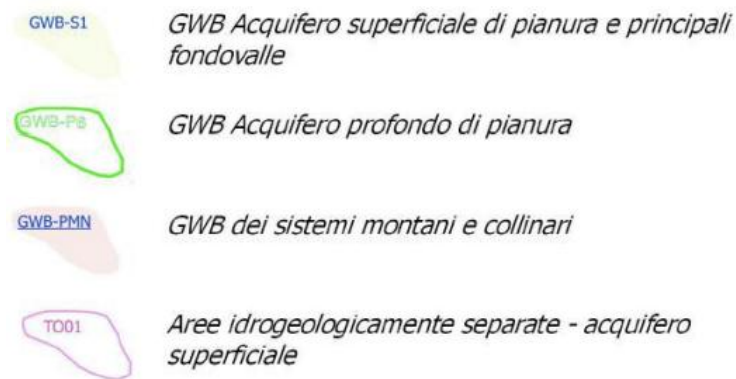 GWB-S1
GWB Acquifero superficiale di pianura e principali
fondovalle
GWB-P6
GWB Acquifero profondo di pianura
GWB-PMN
GWB dei sistemi montani e collinari
TO01
Aree idrogeologicamente separate - acquifero
superficiale